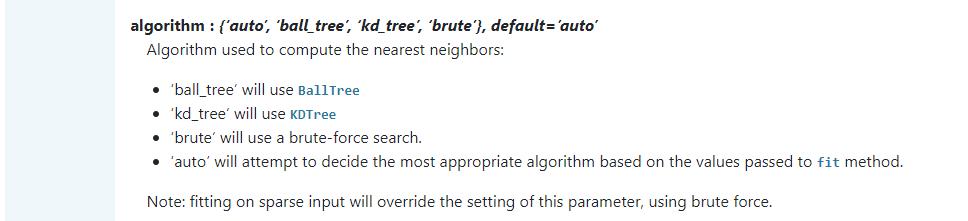 algorithm : {'auto', 'ball_tree', 'kd_tree', 'brute'}, default='auto'
Algorithm used to compute the nearest neighbors:
• 'ball_tree' will use BallTree
• 'kd_tree' will use KDTree
• 'brute' will use a brute-force search.
• 'auto' will attempt to decide the most appropriate algorithm based on the values passed to fit method.
Note: fitting on sparse input will override the setting of this parameter, using brute force.